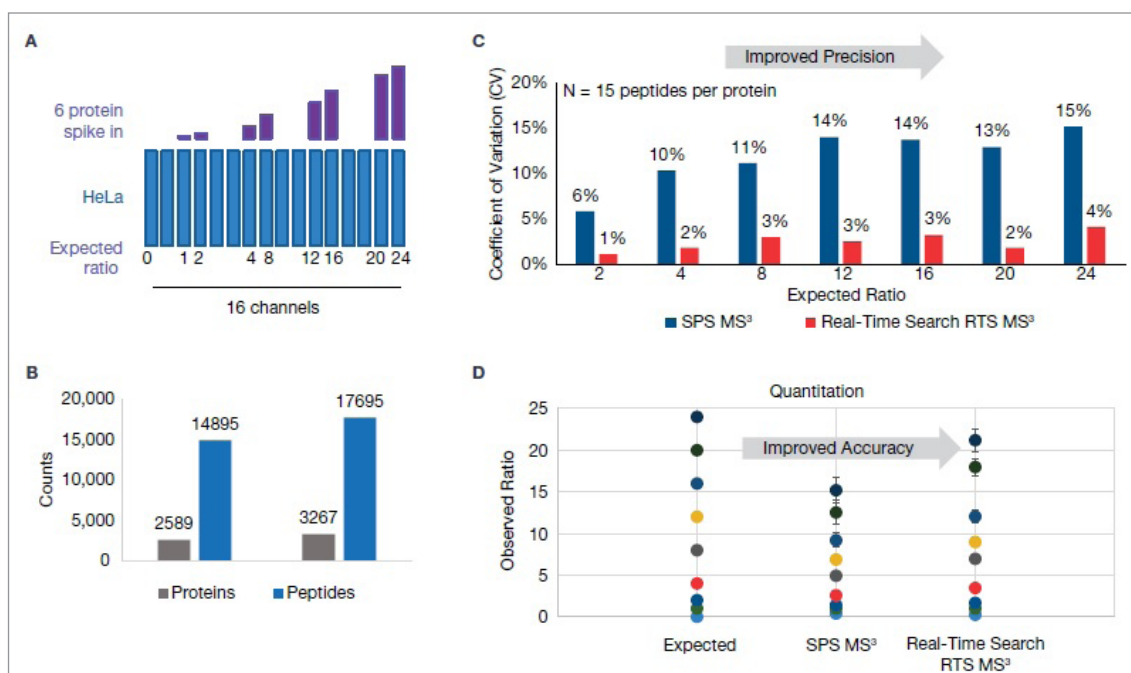 A
6 protein
spike in
HeLa
Expected
ratio
0 1 2 4 8 12 16 20 24
16 channels
B
20,000
15,000
10,000
5,000
0
Counts
2589
14895
3267
17695
Proteins Peptides
C
Improved Precision
N = 15 peptides per protein
Coefficient of Variation (CV)
20%
15%
10%
5%
0%
6% 1%
10% 2%
11% 3%
14% 3%
14% 3%
13% 2%
15% 4%
2 4 8 12 16 20 24
Expected Ratio
SPS MS³ Real-Time Search RTS MS³
D
Quantitation
Improved Accuracy
Observed Ratio
25
20
15
10
5
0
Expected
SPS MS³
Real-Time Search
RTS MS³